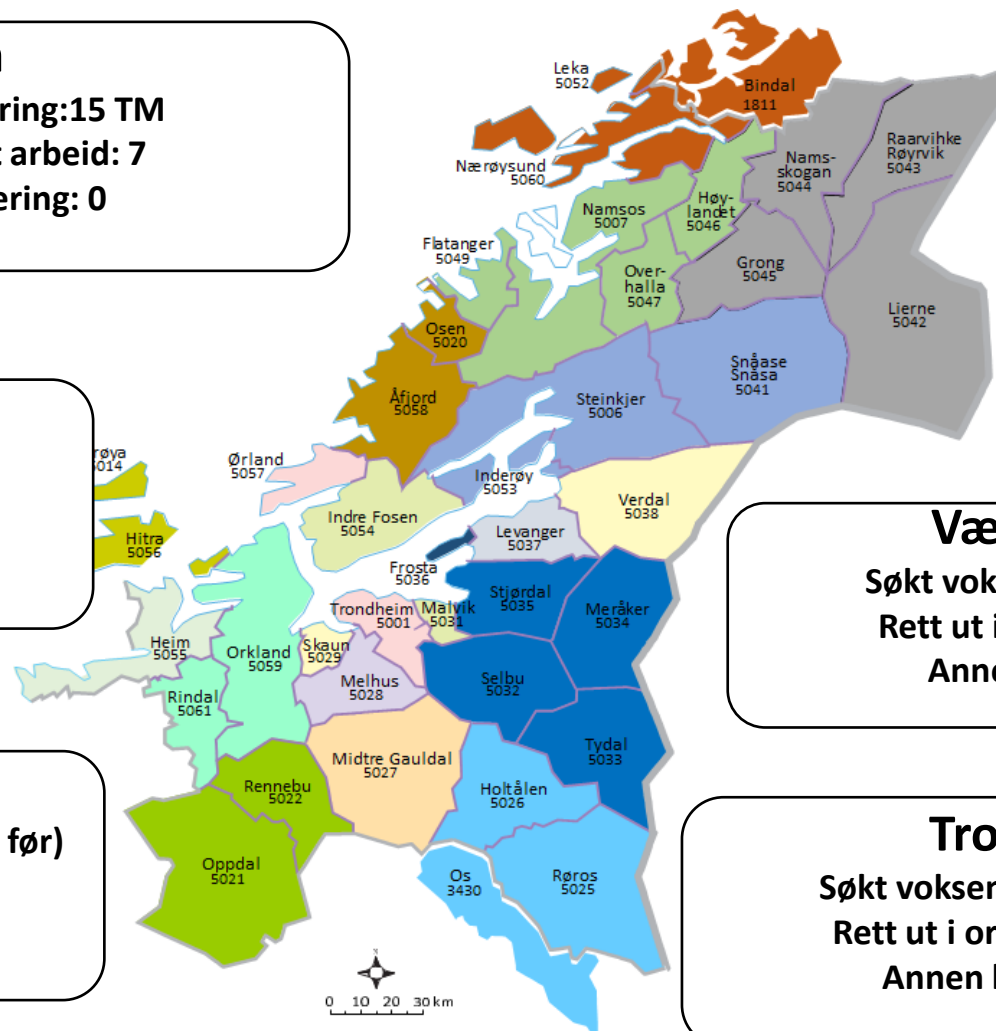 ring:15 TM
t arbeid: 7
ering: 0
Leka
5052
Bindal
1811
Nærøysund
5060
Nams-
skogan
5044
Raarvihke
Røyrvik
5043
Namsos
5007
Høy-
landet
5046
Flatanger
5049
Over-
halla
5047
Grong
5045
Lierne
5042
Osen
5020
Snåase
Snåsa
5041
Åfjord
5058
Steinkjer
5006
røya
5014
Ørland
5057
Inderøy
5053
Verdal
5038
Indre Fosen
5054
Levanger
5037
Hitra
5056
Frosta
5036
Væ
Søkt vok
Rett ut i
Anne
Stjørdal
5035
Meråker
5034
Trondheim
5001
Malvik
5031
Heim
5055
Orkland
5059
Skaun
5029
Melhus
5028
Selbu
5032
Rindal
5061
Tydal
5033
Midtre Gauldal
5027
Holtålen
5026
Rennebu
5022
før)
Oppdal
5021
Os
3430
Røros
5025
Tro
Søkt vokser
Rett ut i or
Annen
0 10 20 30 km